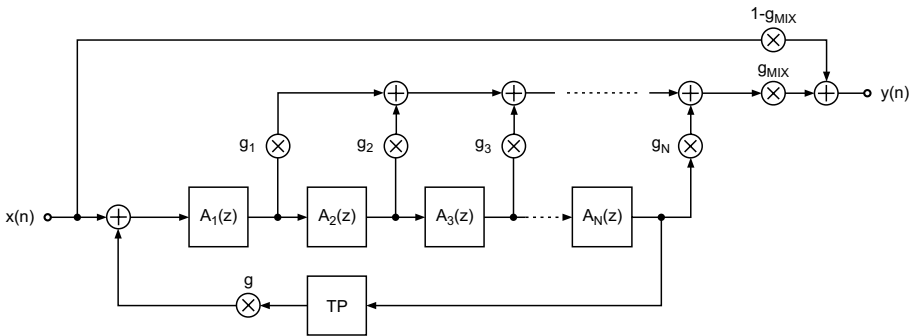 1-gMIX
gMIX
y(n)
g1
g2
g3
gN
x(n)
A1(z)
A2(z)
A3(z)
AN(z)
g
TP